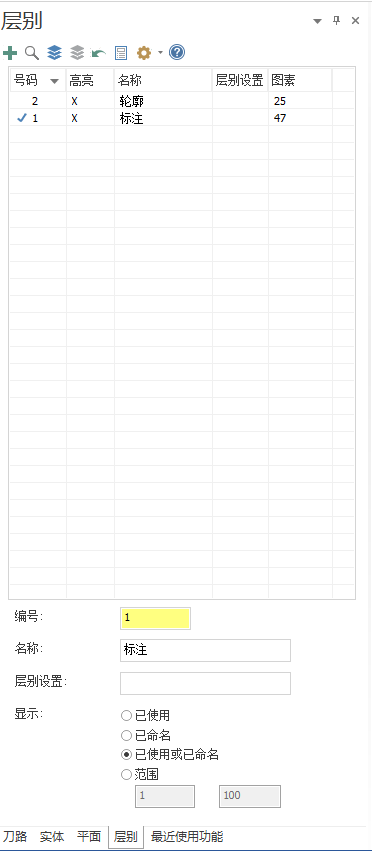 层别
号码 高亮 名称 层别设置 图素
2 X 轮廓 25
1 X 标注 47
编号: 1
名称: 标注
层别设置:
显示: 已使用
已命名
已使用或已命名
范围
1 100
刀路 实体 平面 层别 最近使用功能